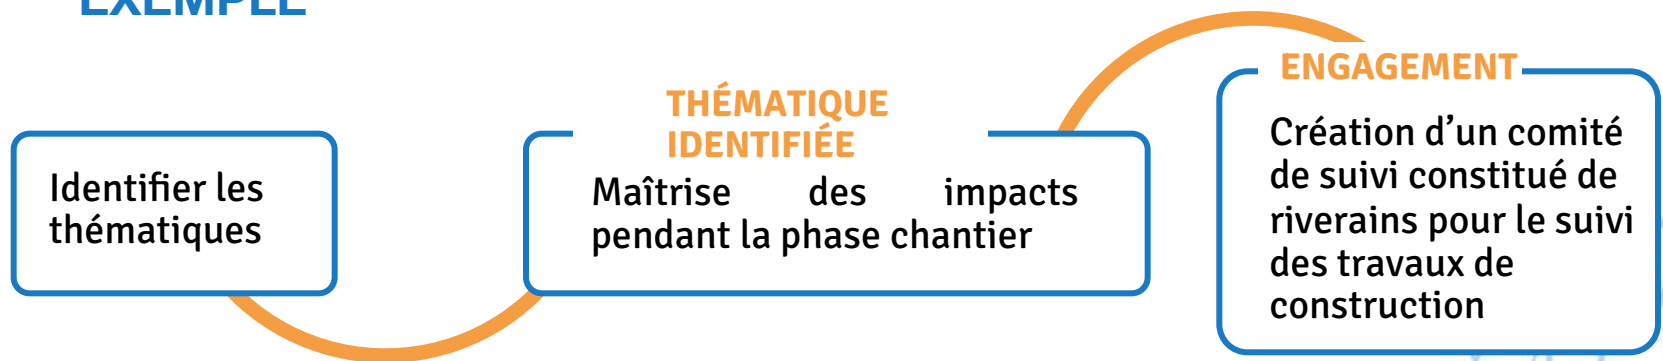 EXEMPLE
Identifier les
thématiques
THÉMATIQUE
IDENTIFIÉE
Maîtrise des impacts
pendant la phase chantier
ENGAGEMENT
Création d’un comité
de suivi constitué de
riverains pour le suivi
des travaux de
construction